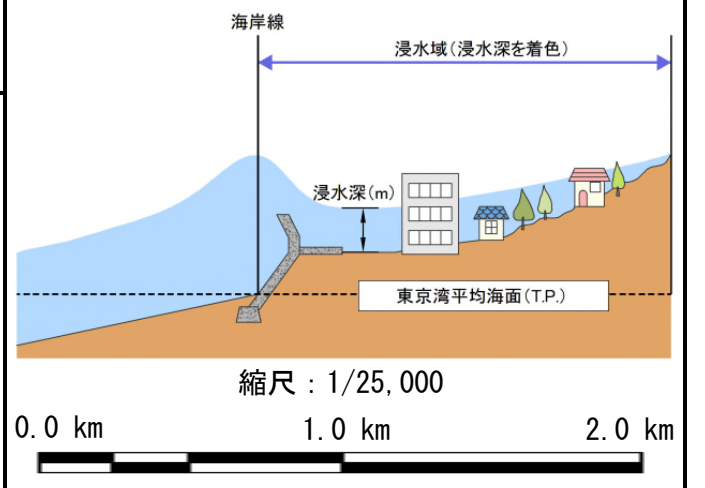 海岸線
浸水域（浸水深を着色）
浸水深（m）
東京湾平均海面（T.P.）
縮尺：1/25,000
0.0 km 1.0 km 2.0 km